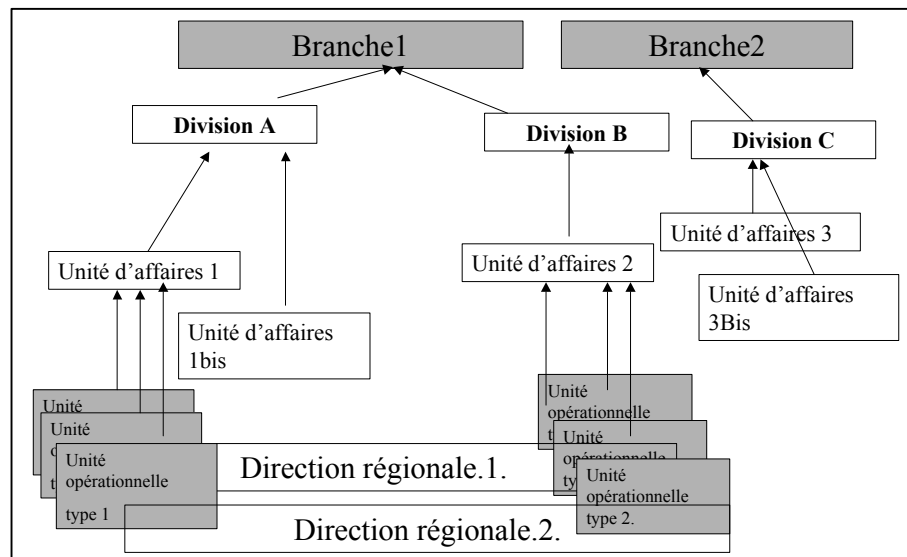 Branche1
Branche2
Division A
Division B
Division C
Unité d’affaires 3
Unité d’affaires 1
Unité d’affaires 2
Unité d’affaires
3Bis
Unité d’affaires
1bis
Unité
Unité
Unité
opérationnelle
type 1
Unité
opérationnelle
Unité
opérationnelle
Unité
opérationnelle
type 2.
Direction régionale.1.
Direction régionale.2.